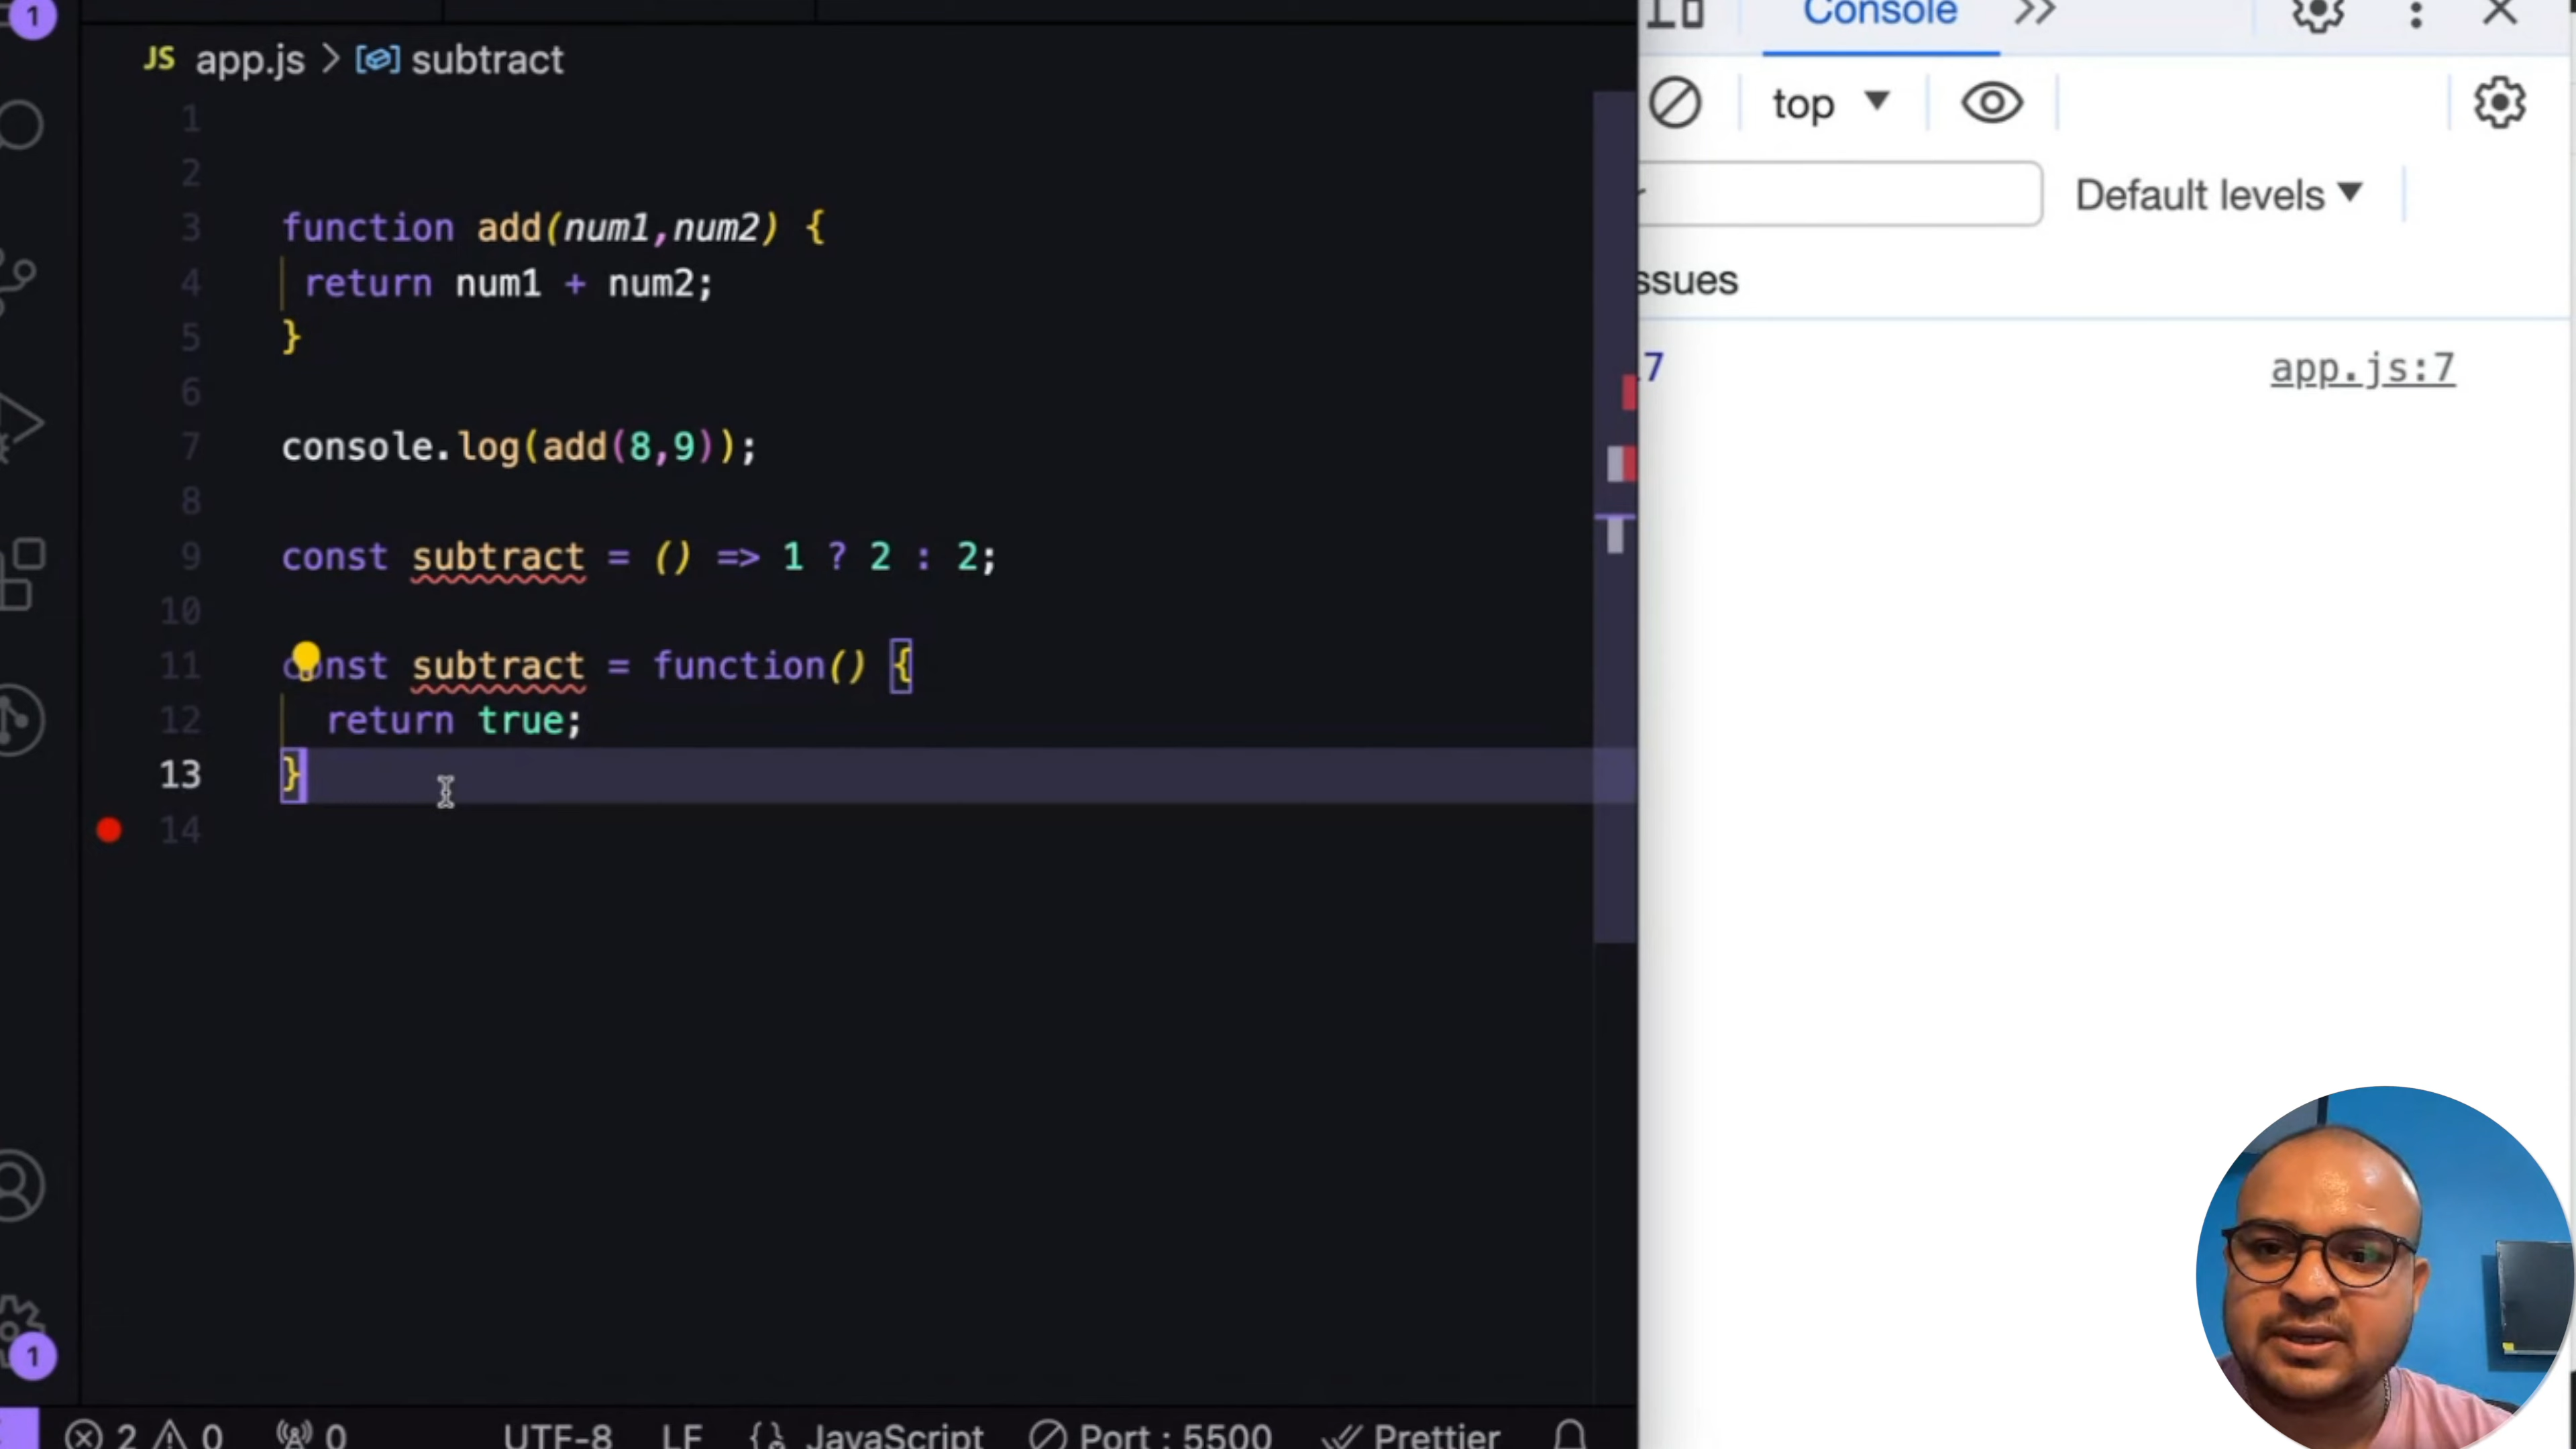 1
JS app.js > subtract
1
2
3 function add(num1,num2) {
4 return num1 + num2;
5 }
6
7 console.log(add(8,9));
8
9 const subtract = () => 1 ? 2 : 2;
10
11 const subtract = function() {
12 return true;
13 }
14
1
2 0 0 UTF-8 LF {} JavaScript Port : 5500 Prettier
Console >>
top
Default levels
ssues
7 app.js:7